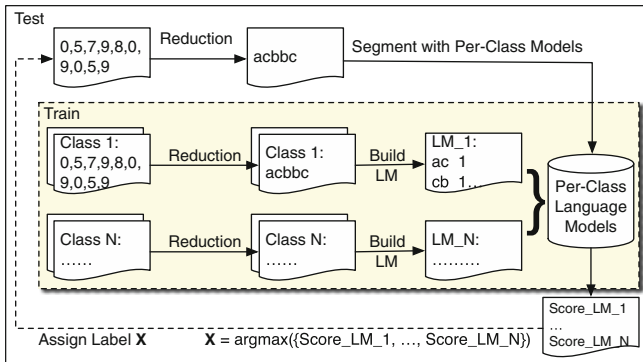 Test
0,5,7,9,8,0,
9,0,5,9
Reduction
acbbc
Segment with Per-Class Models
Train
Class 1:
0,5,7,9,8,0,
9,0,5,9
Reduction
Class 1:
acbbc
Build
LM
LM_1:
ac 1
cb 1...
}
Per-Class
Language
Models
Class N:
......
Reduction
Class N:
......
Build
LM
LM_N:
.........
Score_LM_1
...
Score_LM_N
Assign Label X
X = argmax({Score_LM_1, ..., Score_LM_N})